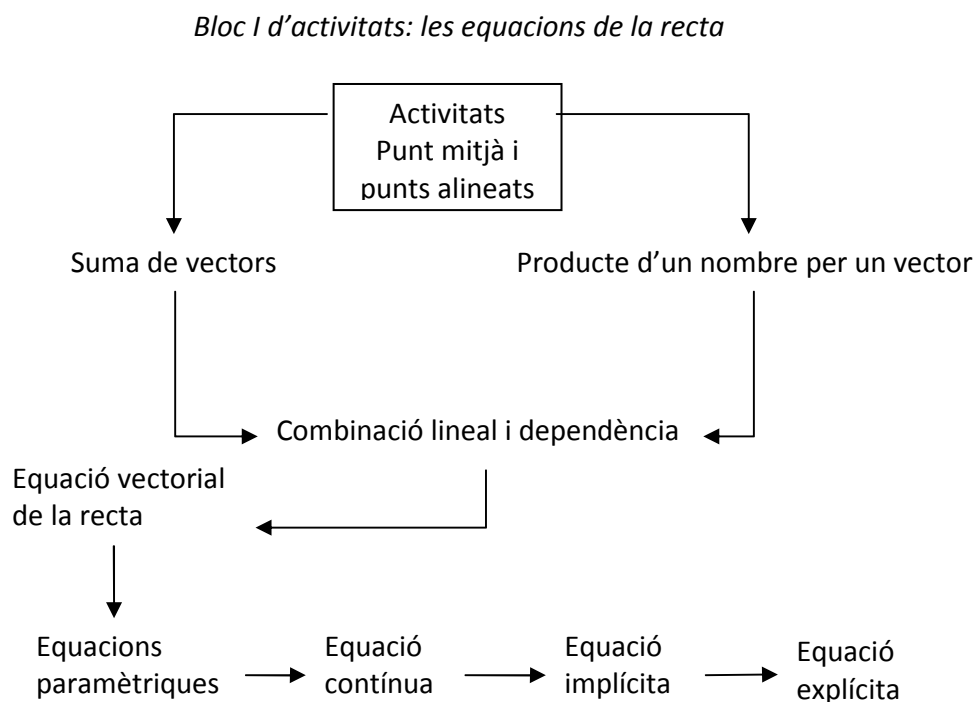 Bloc I d’activitats: les equacions de la recta
Activitats
Punt mitjà i
punts alineats
Suma de vectors
Producte d’un nombre per un vector
Combinació lineal i dependència
Equació vectorial
de la recta
Equacions
paramètriques
Equació
contínua
Equació
implícita
Equació
explícita